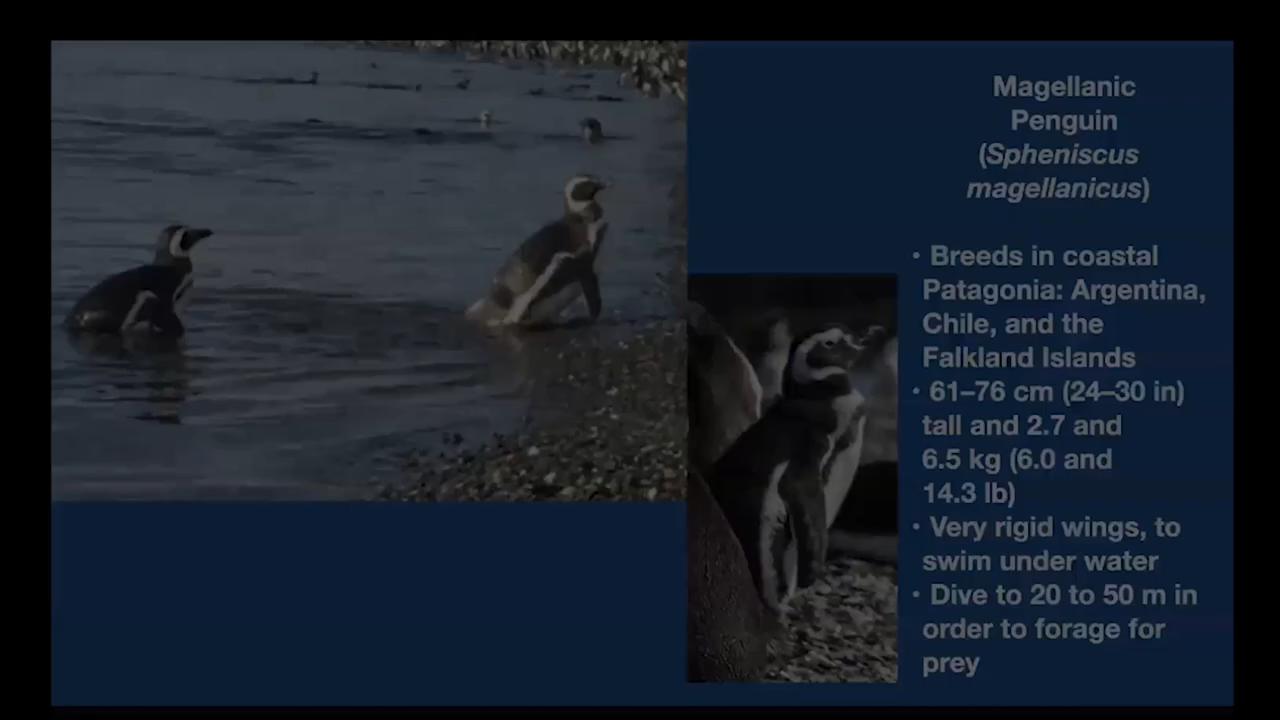 Magellanic
Penguin
(Spheniscus
magellanicus)
• Breeds in coastal
Patagonia: Argentina,
Chile, and the
Falkland Islands
• 61–76 cm (24–30 in)
tall and 2.7 and
6.5 kg (6.0 and
14.3 lb)
• Very rigid wings, to
swim under water
• Dive to 20 to 50 m in
order to forage for
prey